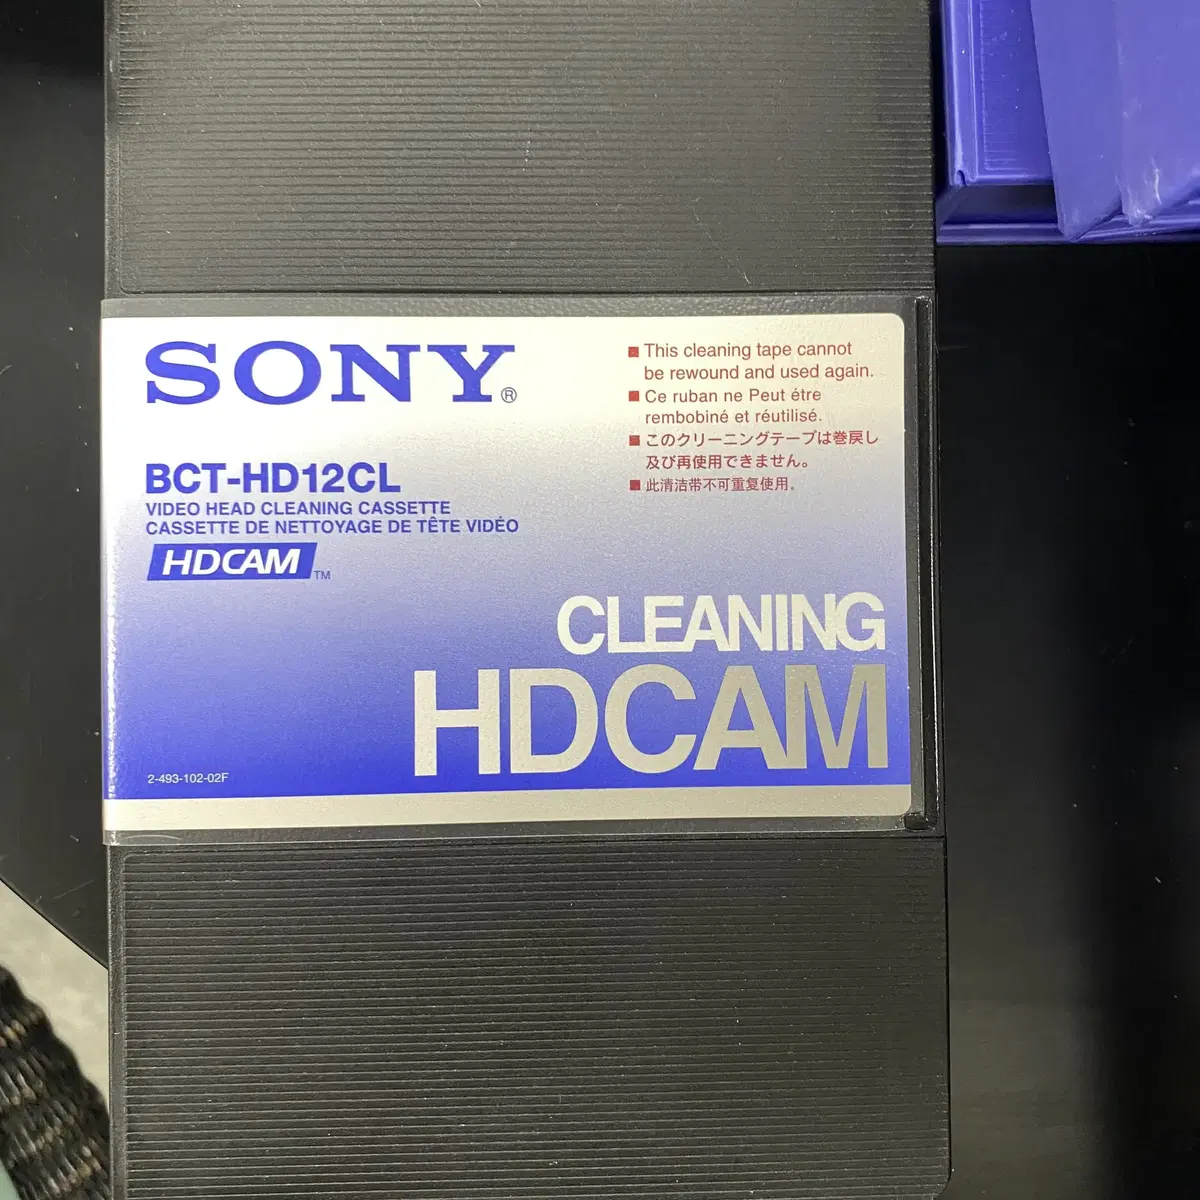 SONY®
BCT-HD12CL
VIDEO HEAD CLEANING CASSETTE
CASSETTE DE NETTOYAGE DE TÊTE VIDÉO
HDCAM TM
This cleaning tape cannot
be rewound and used again.
Ce ruban ne Peut étre
rembobiné et réutilisé.
このクリーニングテープは巻戻し
及び再使用できません。
此清洁带不可重复使用。
CLEANING
HDCAM
2-493-102-02F